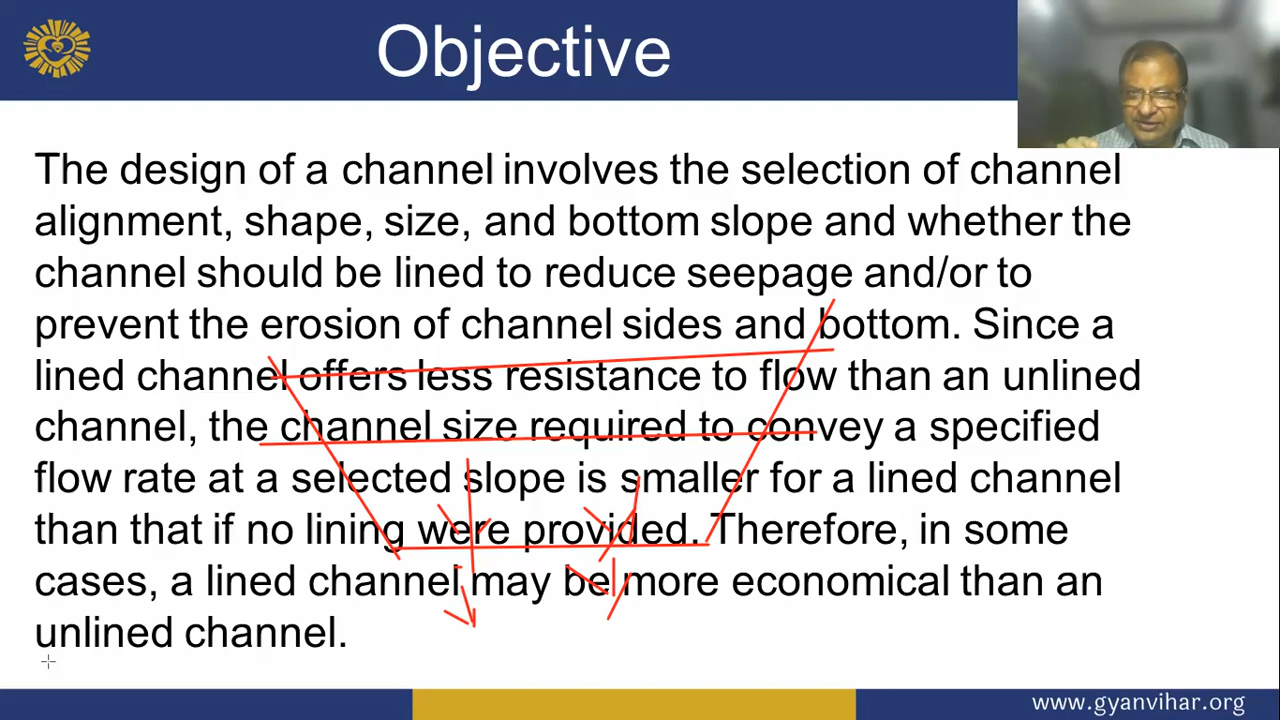 Objective
The design of a channel involves the selection of channel
alignment, shape, size, and bottom slope and whether the
channel should be lined to reduce seepage and/or to
prevent the erosion of channel sides and bottom. Since a
lined channel offers less resistance to flow than an unlined
channel, the channel size required to convey a specified
flow rate at a selected slope is smaller for a lined channel
than that if no lining were provided. Therefore, in some
cases, a lined channel may be more economical than an
unlined channel.
www.gyanvihar.org